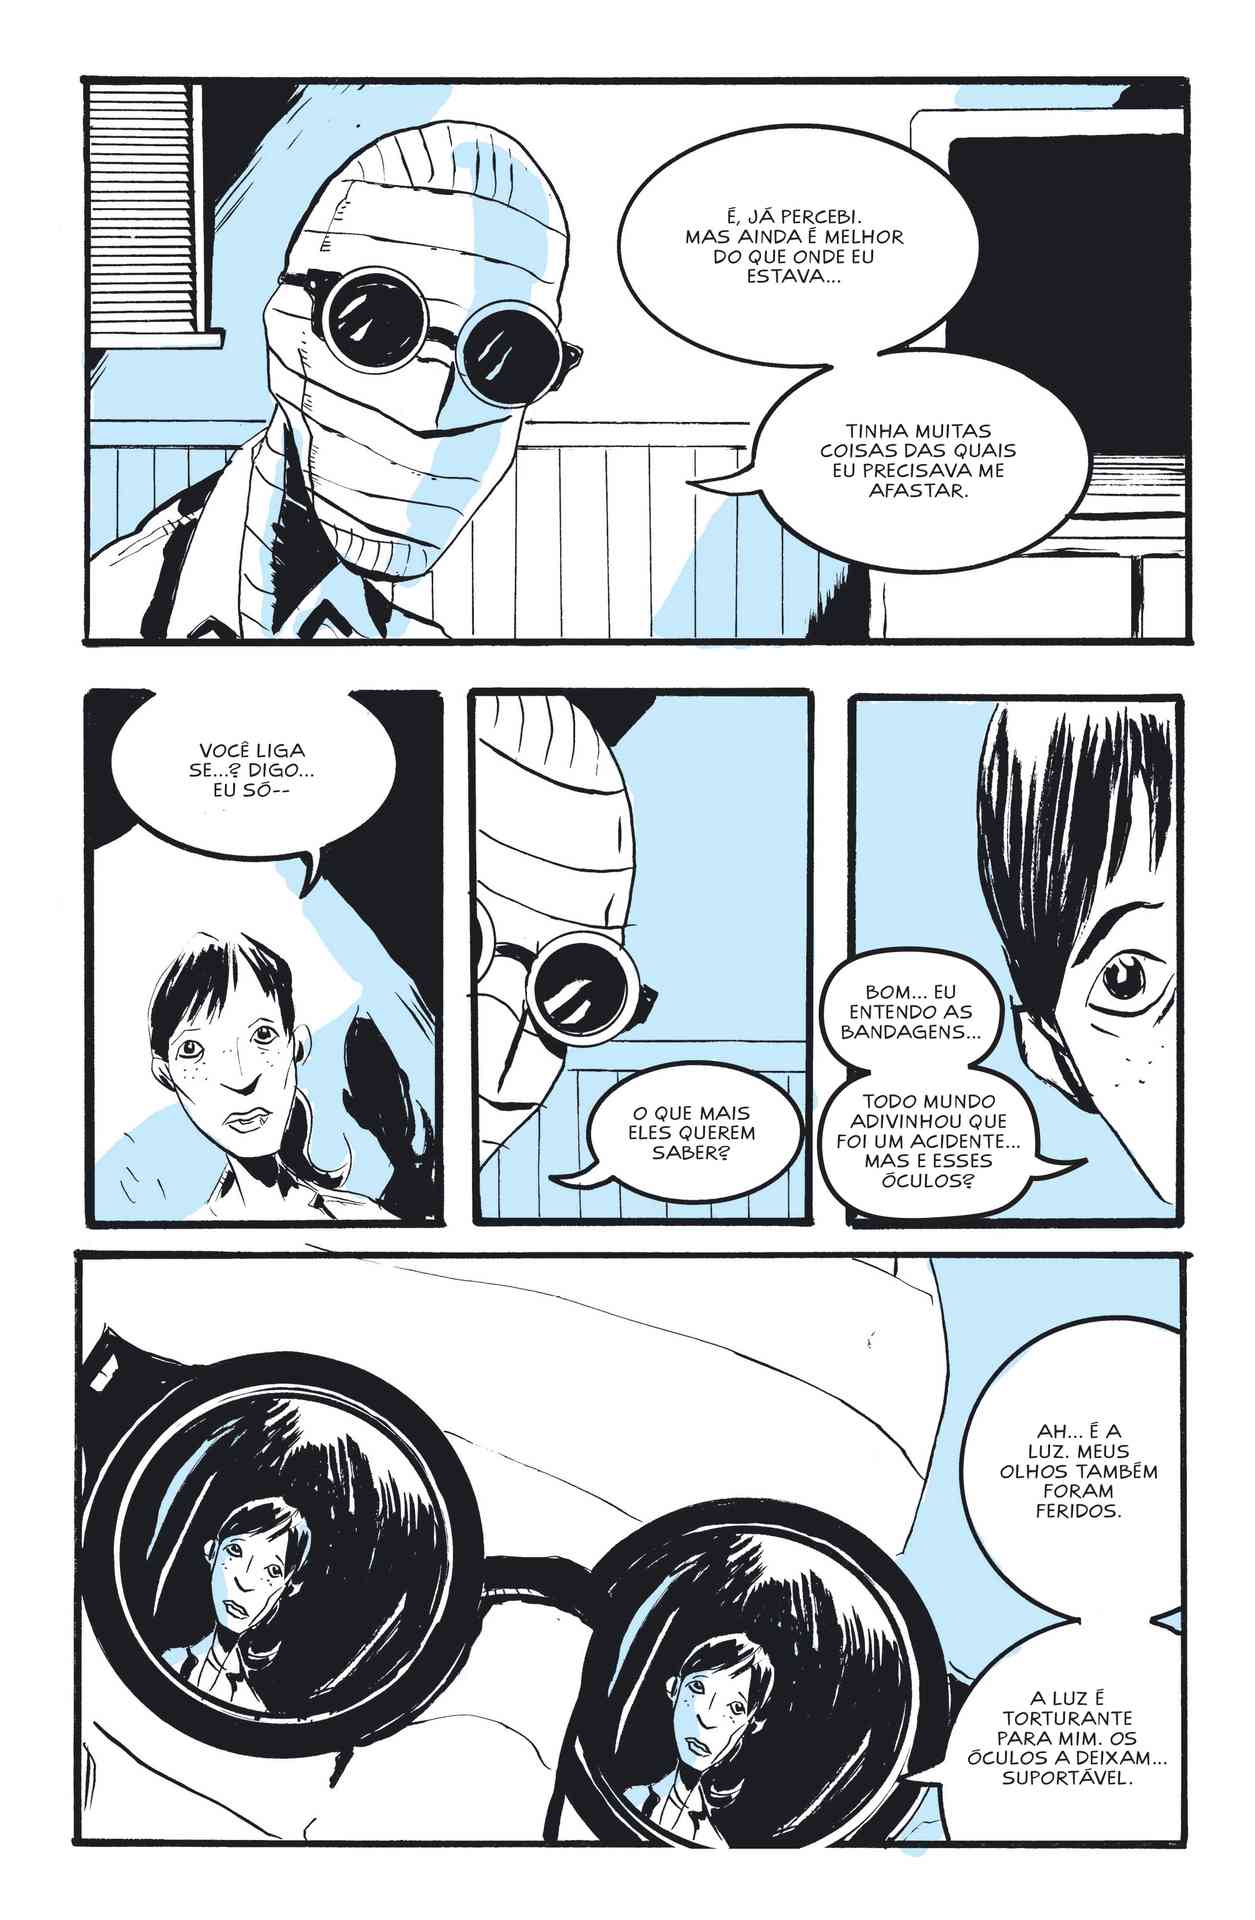 É, JÁ PERCEBI.
MAS AINDA É MELHOR
DO QUE ONDE EU
ESTAVA...
TINHA MUITAS
COISAS DAS QUAIS
EU PRECISAVA ME
AFASTAR.
VOCÊ LIGA
SE...? DIGO...
EU SÓ--
O QUE MAIS
ELES QUEREM
SABER?
BOM... EU
ENTENDO AS
BANDAGENS...
TODO MUNDO
ADIVINHOU QUE
FOI UM ACIDENTE...
MAS E ESSES
ÓCULOS?
AH... É A
LUZ. MEUS
OLHOS TAMBÉM
FORAM
FERIDOS.
A LUZ É
TORTURANTE
PARA MIM. OS
ÓCULOS A DEIXAM...
SUPORTÁVEL.